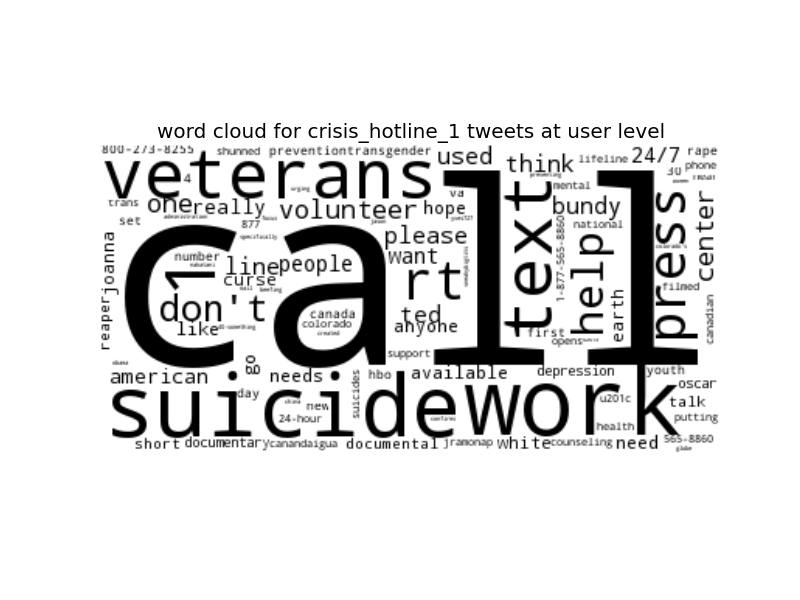 word cloud for crisis_hotline_1 tweets at user level
800-273-8255 shunned preventiontransgender used think lifeline 24/7 rape
phone
30
veterans
4
va
mental
trans one really volunteer hope bundy
set
877
national
please
want
call
text
help
press
center
joanna
reaper
1-877-565-8860
number
line people
curse
1
rt
don't
like
canada
colorado
created
ted
anyone
first
opens
earth
filmed
canadian
support
go
american needs hbo available depression youth
suicides
oscar
day
suicide
work
new
24-hour
u201c
talk
putting
health
short documentary canandaigua documental jramonap white counseling need 565-8860
globe